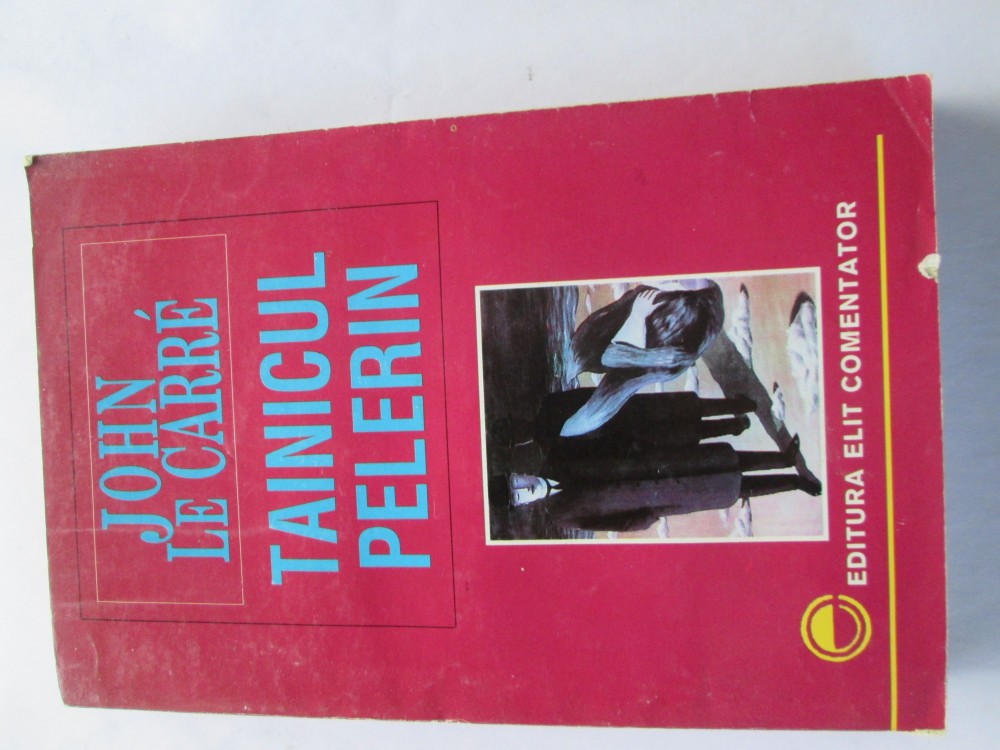 JOHN
LE CARRÉ
TAINICUL
PELERIN
EDITURA ELIT COMENTATOR